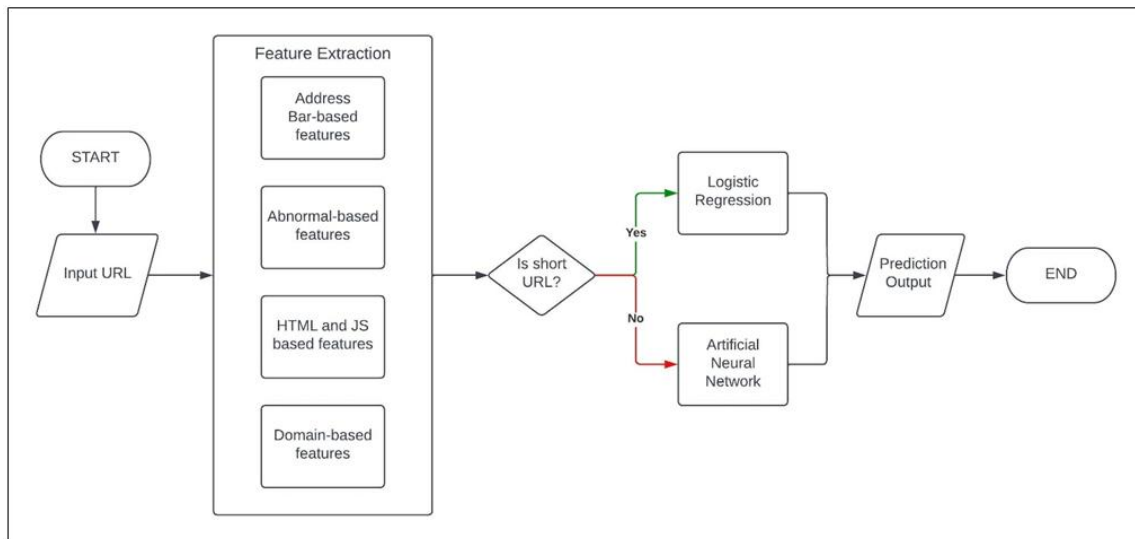 START
Input URL
Feature Extraction
Address
Bar-based
features
Abnormal-based
features
HTML and JS
based features
Domain-based
features
Is short
URL?
Yes
No
Logistic
Regression
Artificial
Neural
Network
Prediction
Output
END